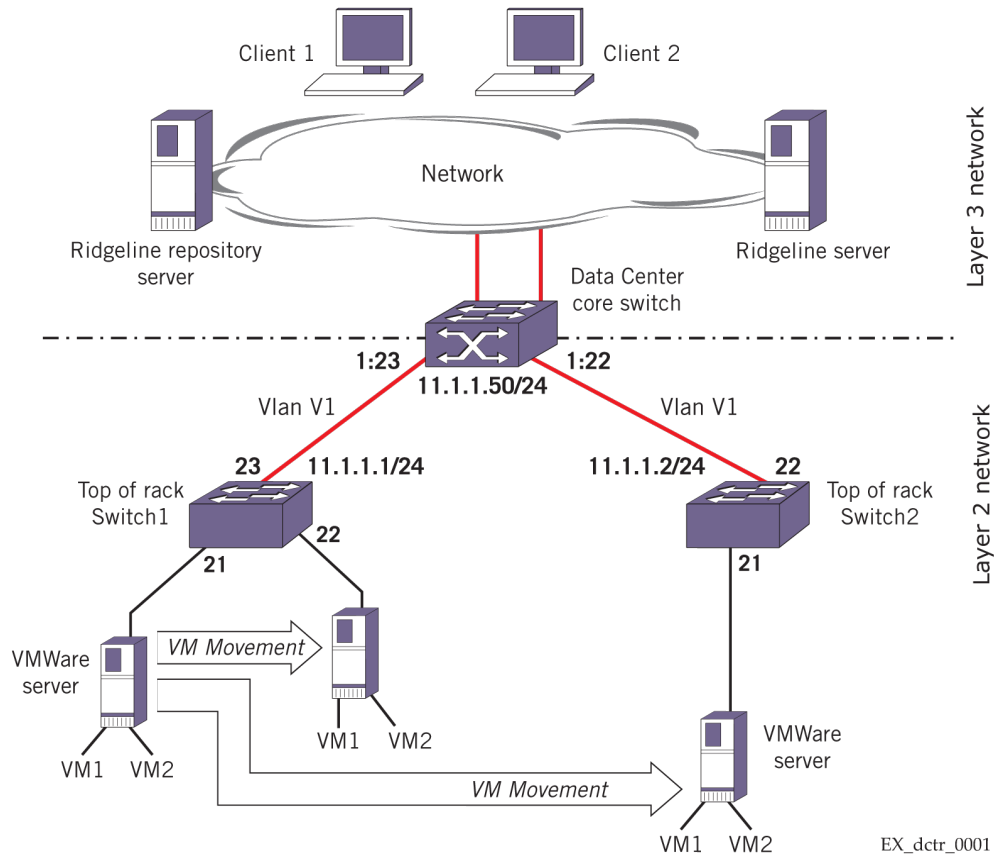 Client 1
Client 2
Network
Ridgeline repository
server
Ridgeline server
Layer 3 network
Data Center
core switch
1:23
1:22
11.1.1.50/24
Vlan V1
Vlan V1
Layer 2 network
23
11.1.1.1/24
11.1.1.2/24
22
Top of rack
Switch1
Top of rack
Switch2
22
21
21
VM Movement
VMWare
server
VM1
VM2
VM1
VM2
VMWare
server
VM Movement
VM1
VM2
EX_dctr_0001